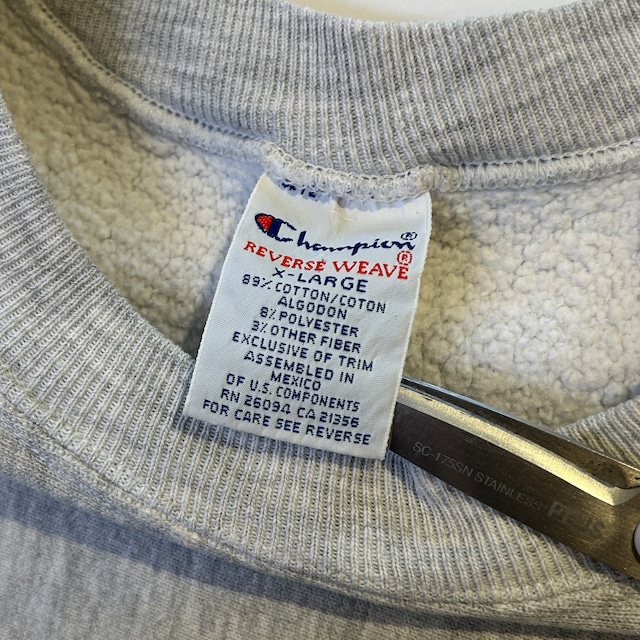 Champion®
REVERSE WEAVE®
X-LARGE
89% COTTON/COTON
ALGODON
8% POLYESTER
3% OTHER FIBER
EXCLUSIVE OF TRIM
ASSEMBLED IN
MEXICO
OF U.S. COMPONENTS
RN 26094 CA 21356
FOR CARE SEE REVERSE
SC-175SN STAINLESS